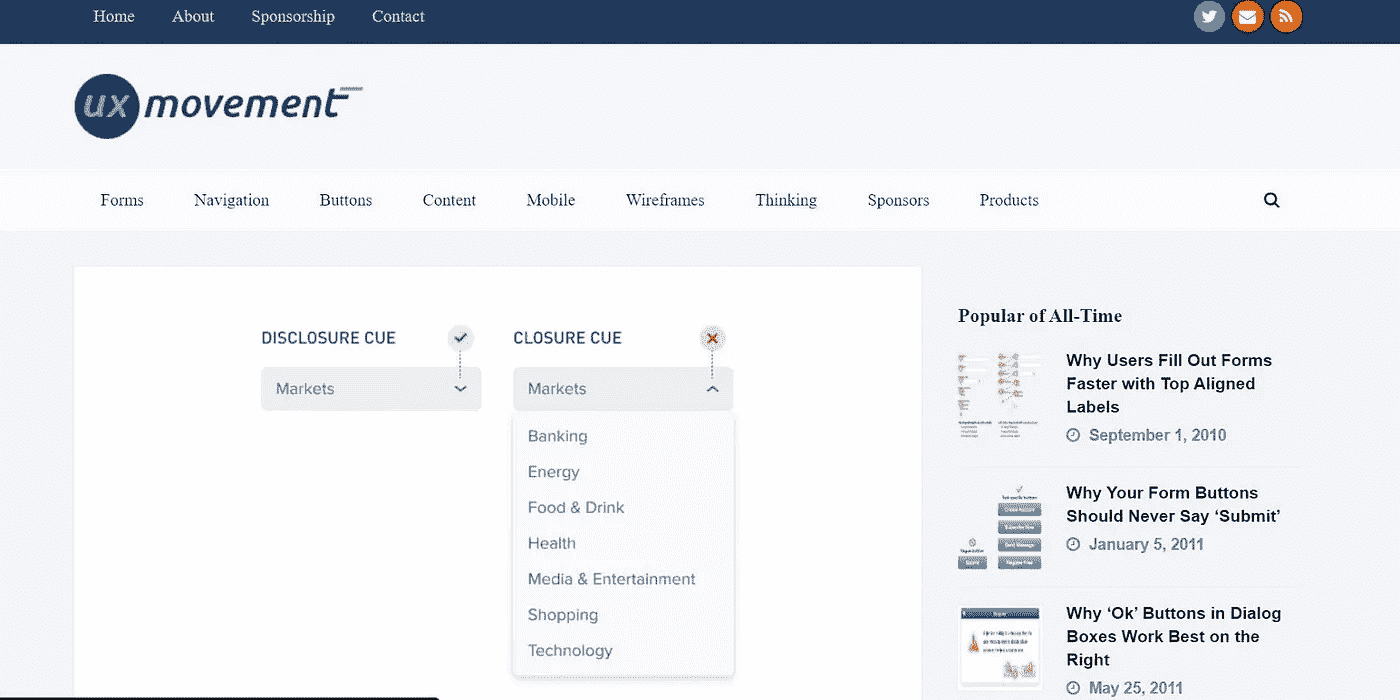 Home About Sponsorship Contact
ux movement
Forms Navigation Buttons Content Mobile Wireframes Thinking Sponsors Products
DISCLOSURE CUE
Markets
CLOSURE CUE
Markets
Banking
Energy
Food & Drink
Health
Media & Entertainment
Shopping
Technology
Popular of All-Time
Why Users Fill Out Forms
Faster with Top Aligned
Labels
September 1, 2010
Why Your Form Buttons
Should Never Say ‘Submit’
January 5, 2011
Why ‘Ok’ Buttons in Dialog
Boxes Work Best on the
Right
May 25, 2011